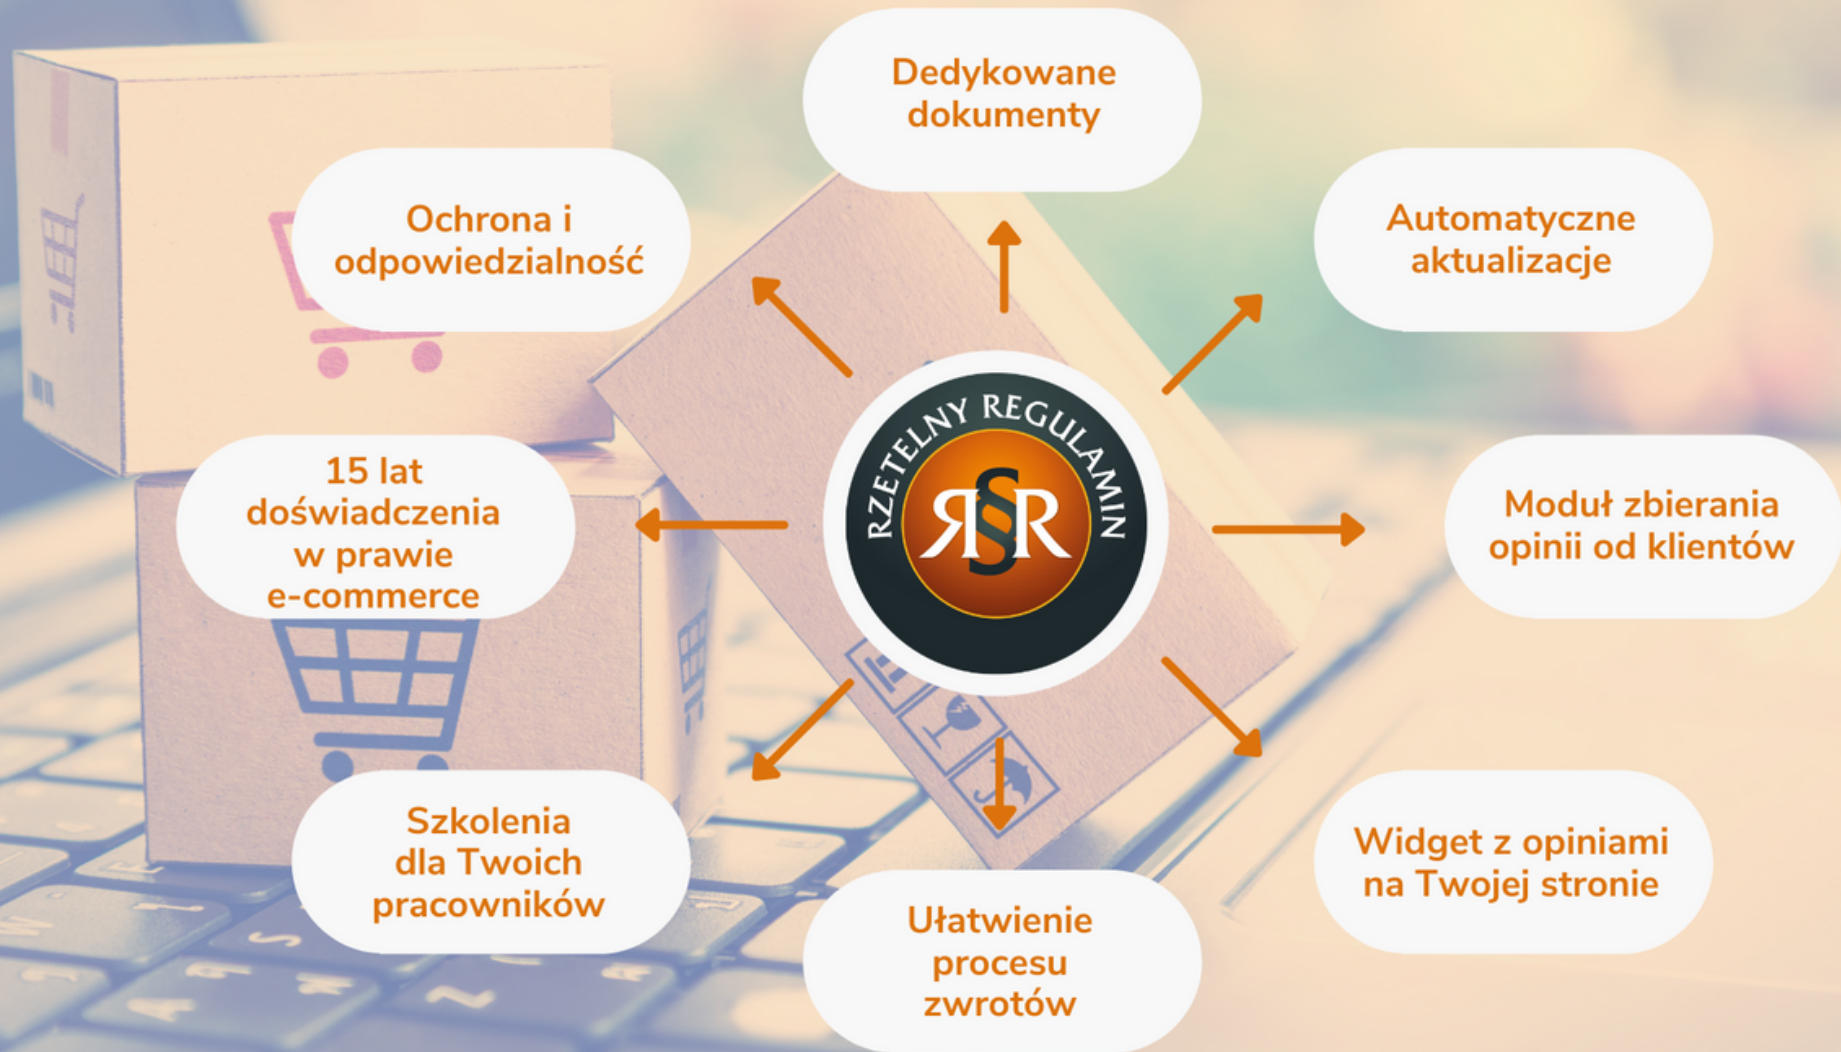 Dedykowane
dokumenty
Ochrona i
odpowiedzialność
Automatyczne
aktualizacje
RZETELNY REGULAMIN
R§R
15 lat
doświadczenia
w prawie
e-commerce
Moduł zbierania
opinii od klientów
Szkolenia
dla Twoich
pracowników
Widget z opiniami
na Twojej stronie
Ułatwienie
procesu
zwrotów